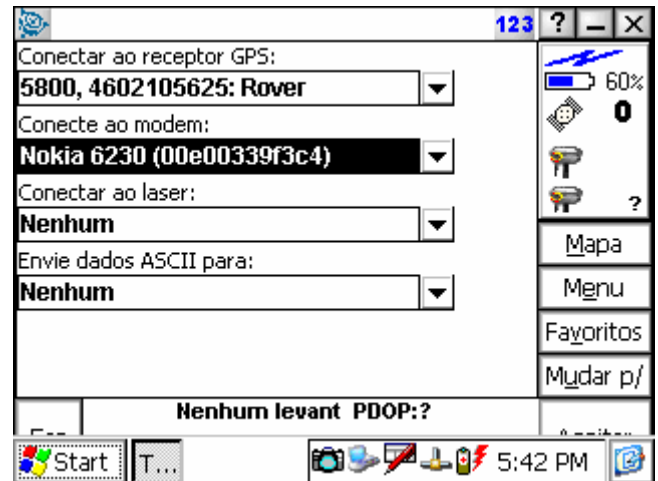 123 ? – X
Conectar ao receptor GPS:
5800, 4602105625: Rover
60%
Conecte ao modem:
0
Nokia 6230 (00e00339f3c4)
Conectar ao laser:
Nenhum
?
Envie dados ASCII para:
Nenhum
Mapa
Menu
Favoritos
Mudar p/
Nenhum levant PDOP:?
Start T... 5:42 PM